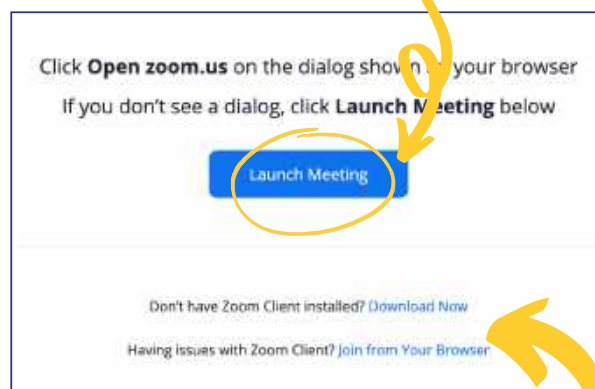 Click Open zoom.us on the dialog shown your browser
If you don't see a dialog, click Launch Meeting below
Launch Meeting
Don't have Zoom Client installed? Download Now
Having issues with Zoom Client? Join from Your Browser